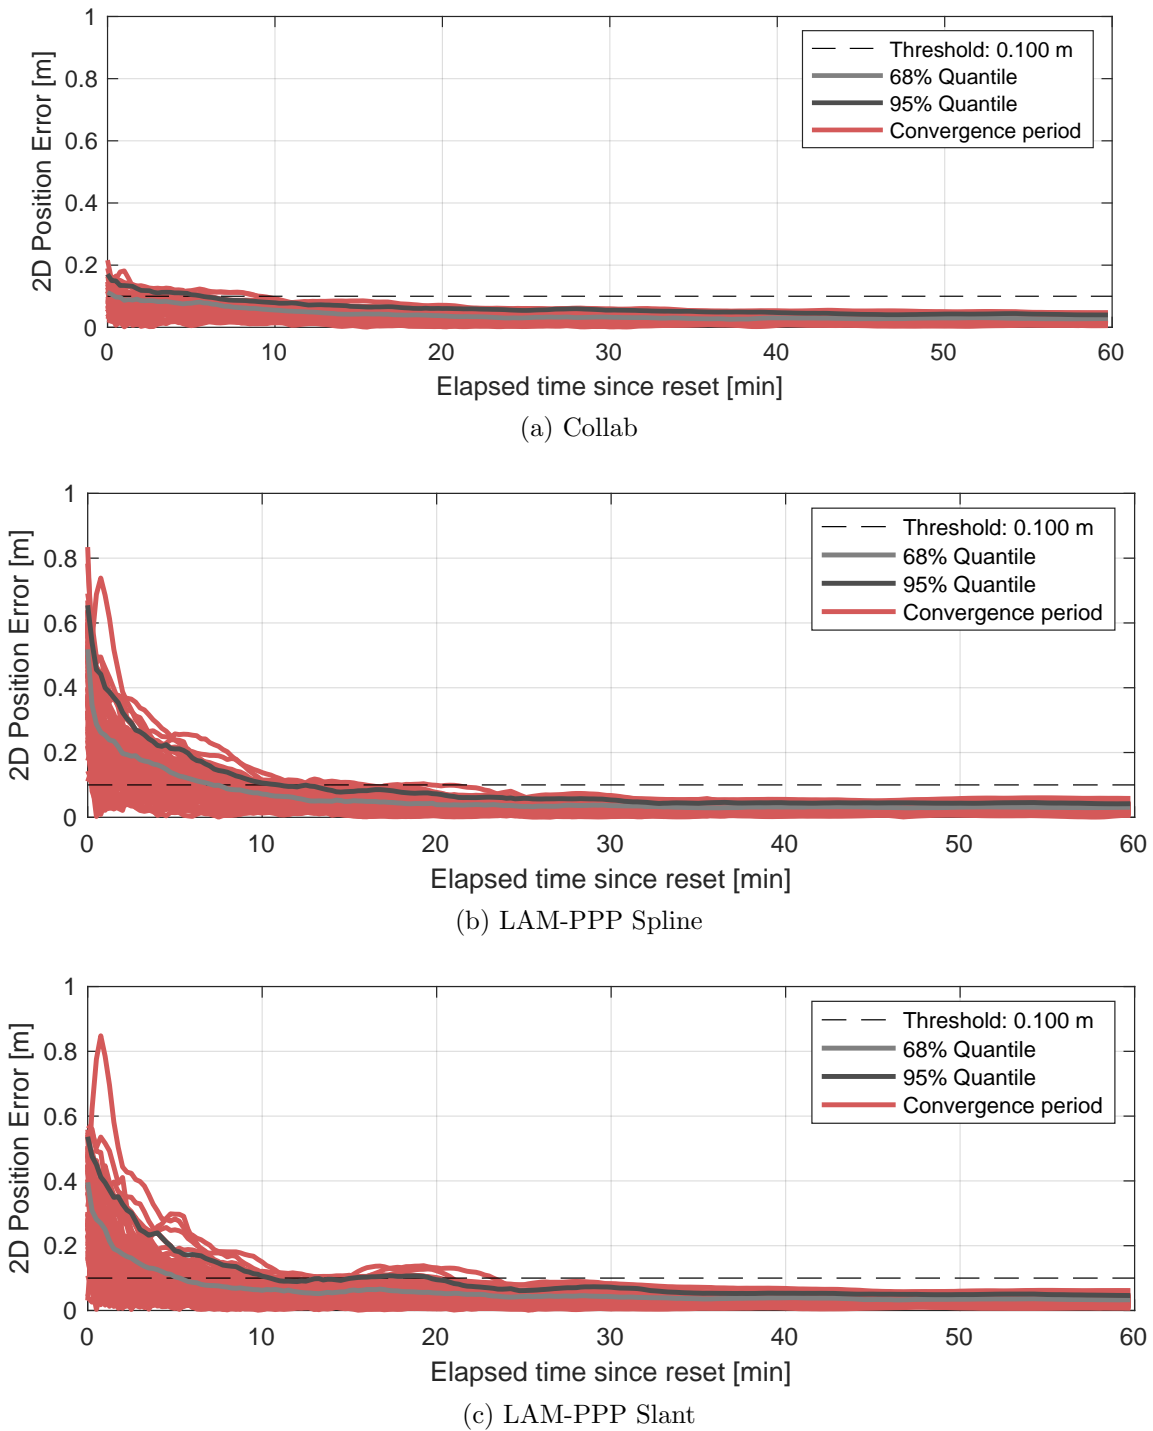 1
0.8
0.6
0.4
0.2
0
2D Position Error [m]
Threshold: 0.100 m
68% Quantile
95% Quantile
Convergence period
0 10 20 30 40 50 60
Elapsed time since reset [min]
(a) Collab
1
0.8
0.6
0.4
0.2
0
2D Position Error [m]
Threshold: 0.100 m
68% Quantile
95% Quantile
Convergence period
0 10 20 30 40 50 60
Elapsed time since reset [min]
(b) LAM-PPP Spline
1
0.8
0.6
0.4
0.2
0
2D Position Error [m]
Threshold: 0.100 m
68% Quantile
95% Quantile
Convergence period
0 10 20 30 40 50 60
Elapsed time since reset [min]
(c) LAM-PPP Slant